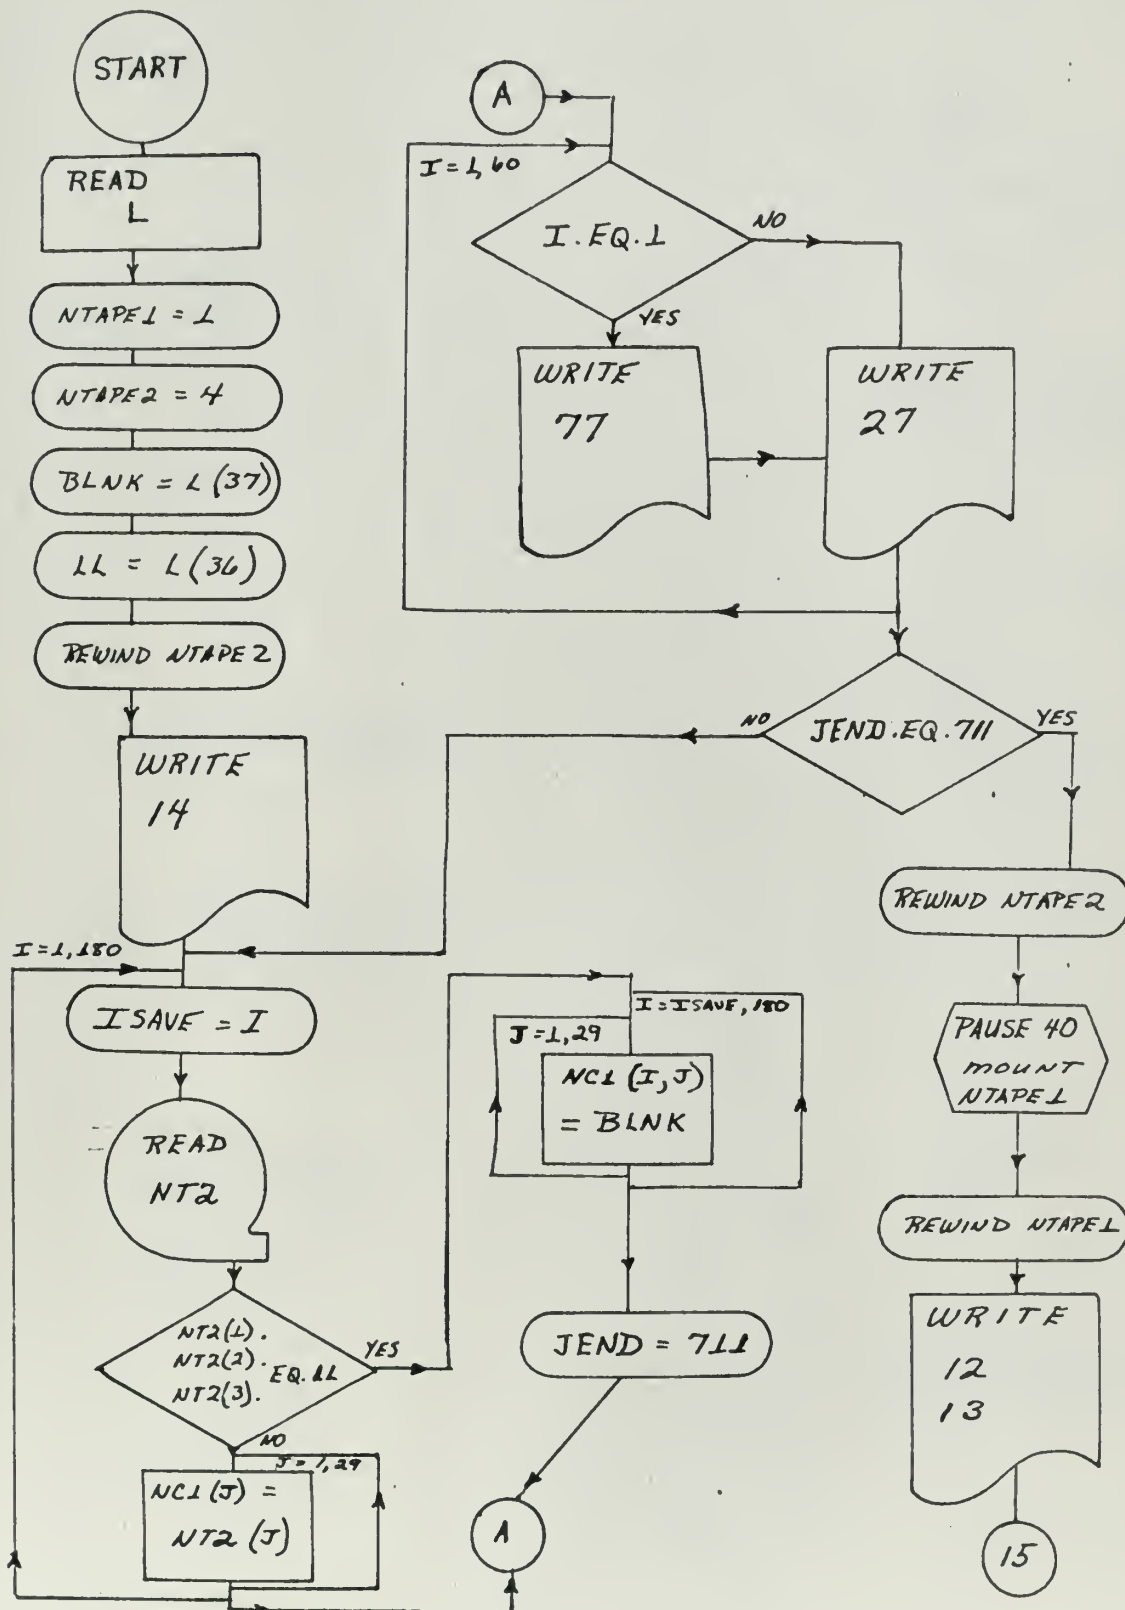 START
READ
L
NTAPE1 = 1
NTAPE2 = 4
BLNK = L(37)
LL = L(36)
REWIND NTAPE2
WRITE
14
I=1,180
ISAVE = I
READ
NT2
NT2(1).
NT2(2).
EQ.LL
NT2(3).
YES
NO
J=1,29
NC1(J) =
NT2(J)
I=ISAVE,180
J=1,29
NC1(I,J)
= BLNK
JEND = 711
A
A
I=1,60
I.EQ.1
NO
YES
WRITE
77
WRITE
27
NO
JEND.EQ.711
YES
REWIND NTAPE2
PAUSE 40
MOUNT
NTAPE1
REWIND NTAPE1
WRITE
12
13
15